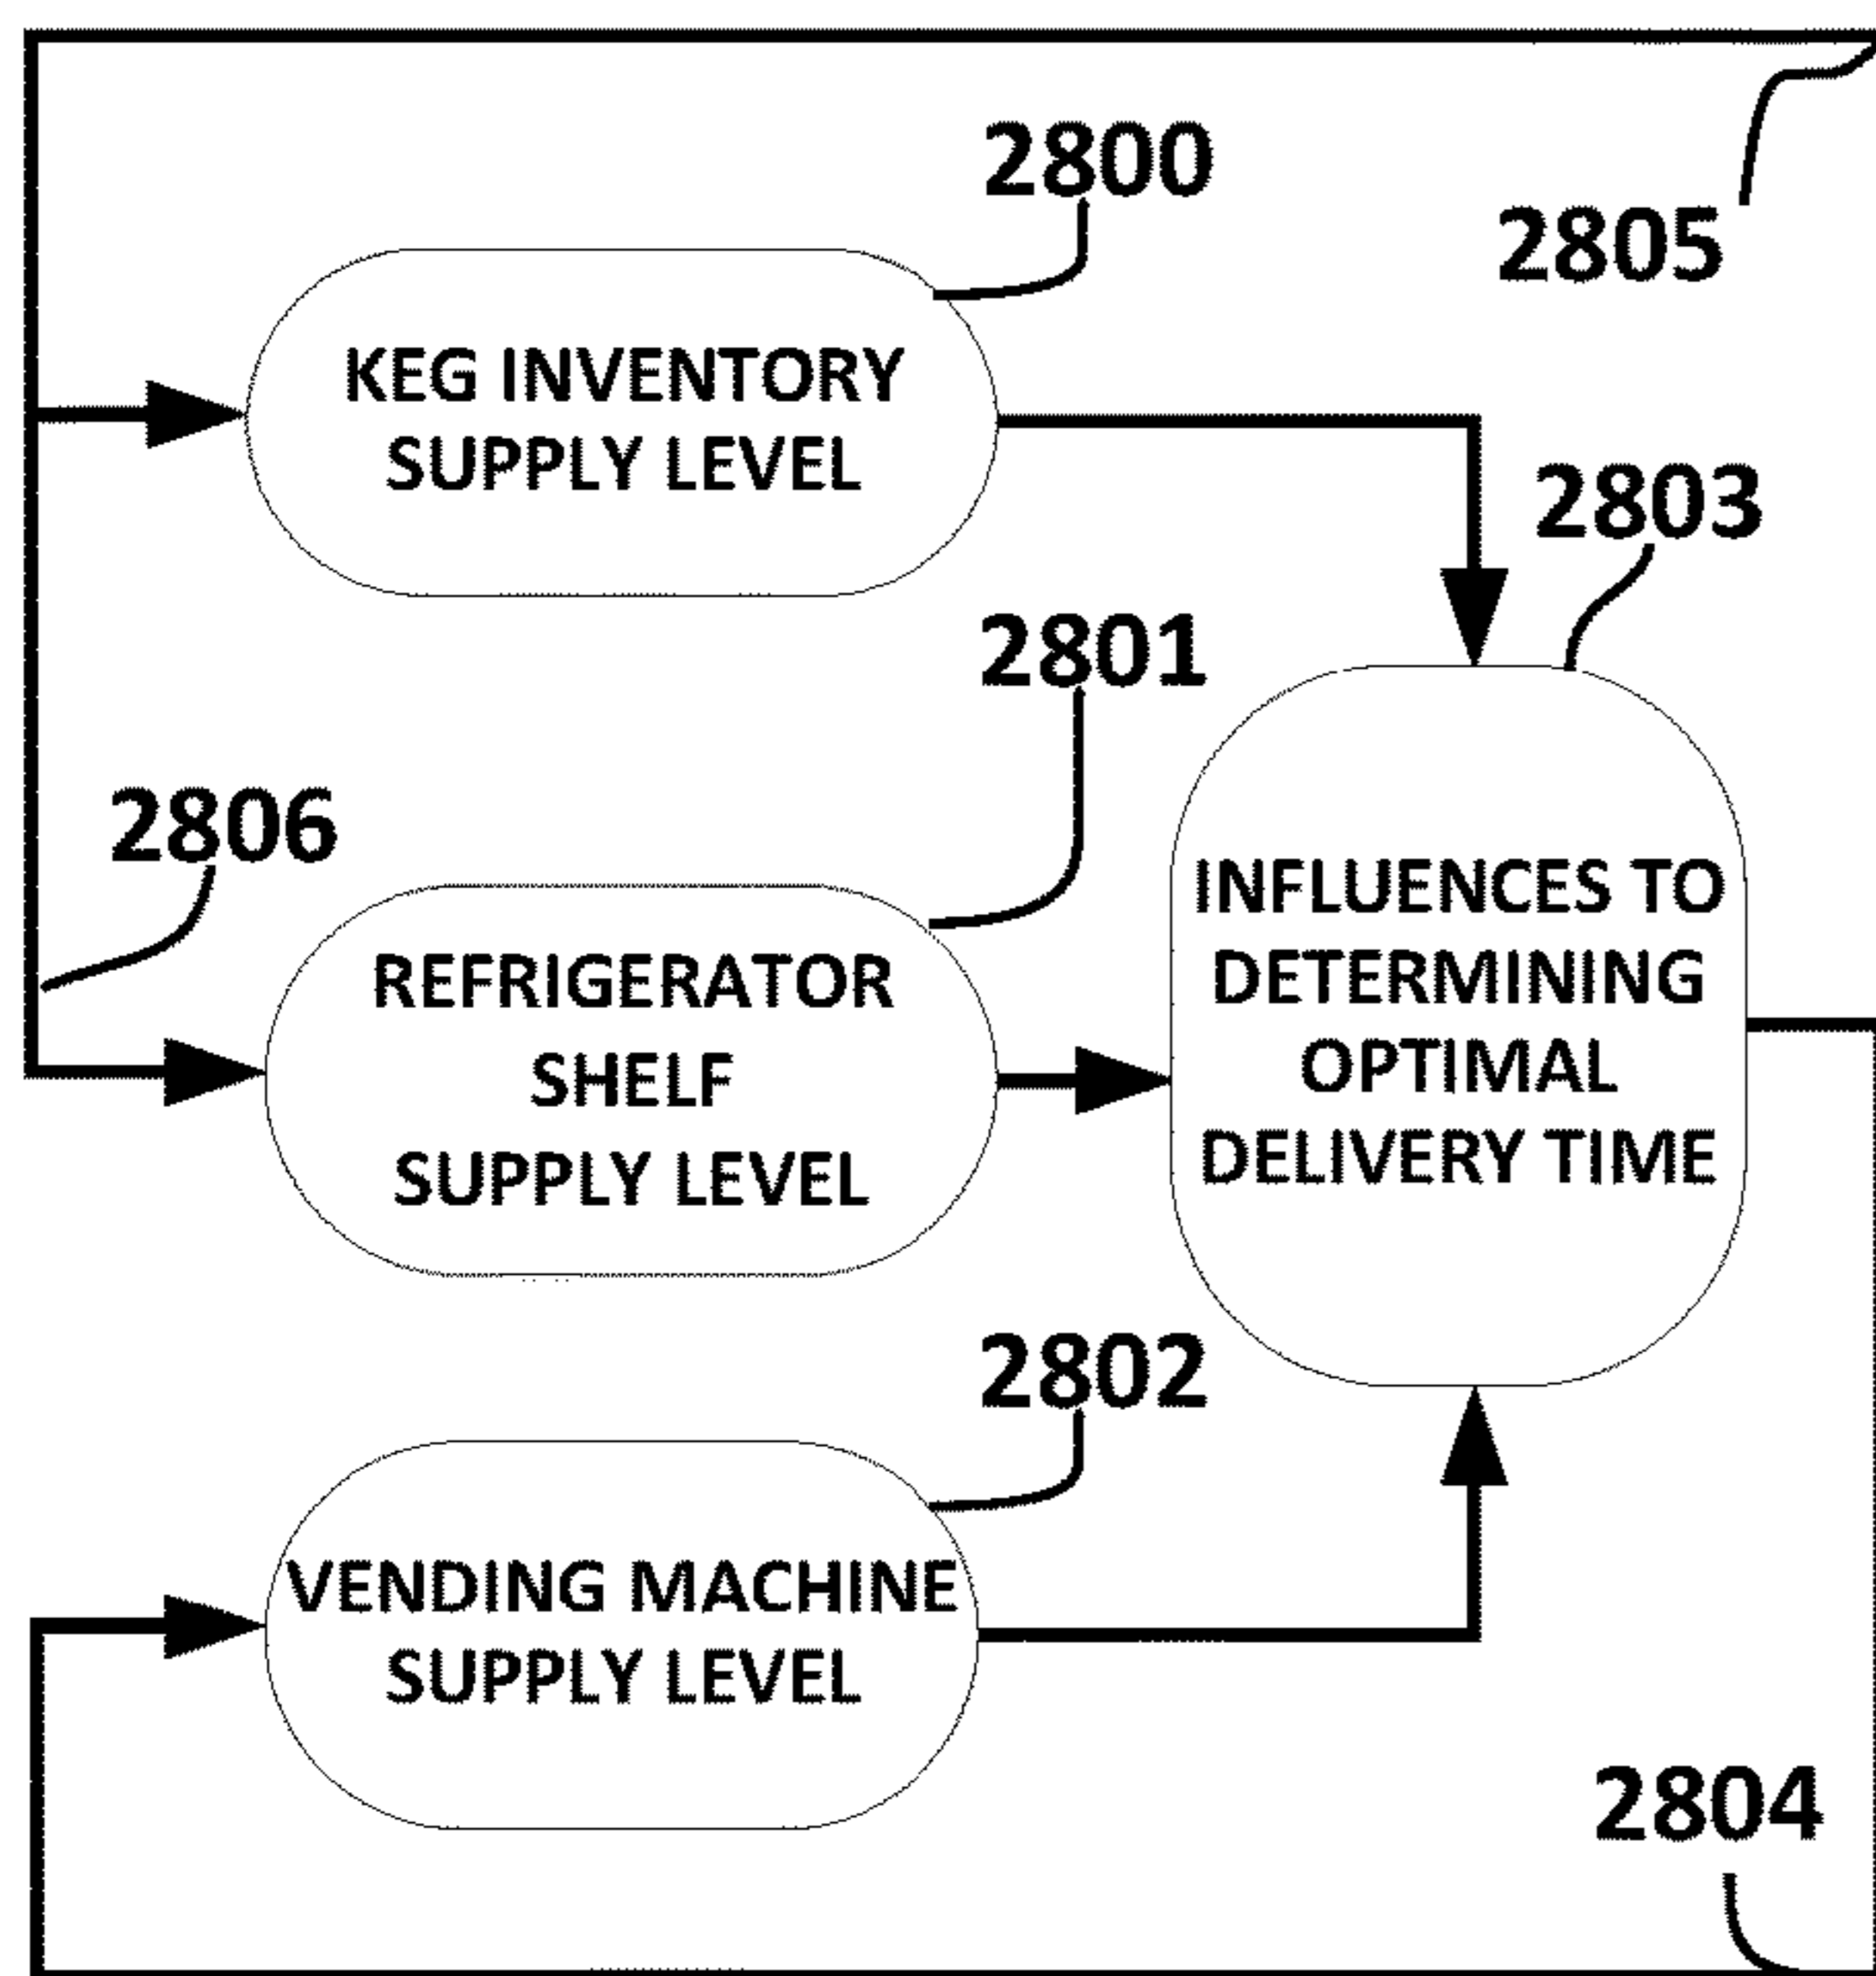 2800
2805
KEG INVENTORY
SUPPLY LEVEL
2803
2801
2806
REFRIGERATOR
SHELF
SUPPLY LEVEL
INFLUENCES TO
DETERMINING
OPTIMAL
DELIVERY TIME
2802
VENDING MACHINE
SUPPLY LEVEL
2804